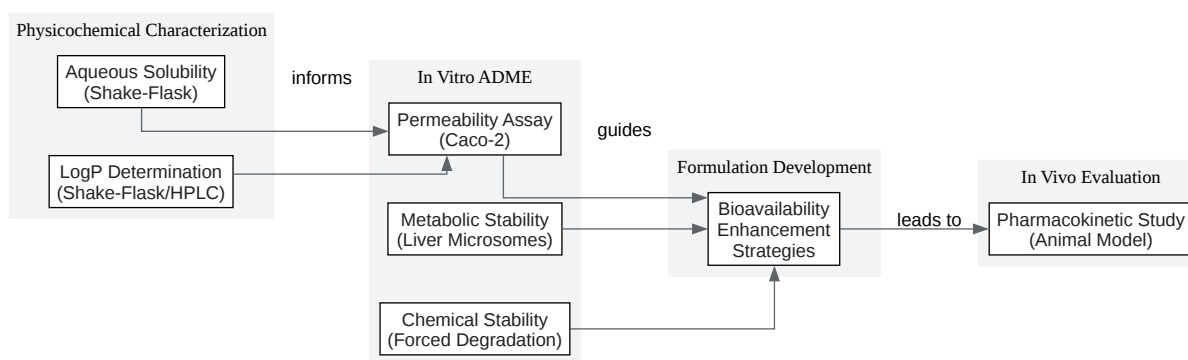 Physicochemical Characterization
Aqueous Solubility
(Shake-Flask)
LogP Determination
(Shake-Flask/HPLC)
informs
In Vitro ADME
Permeability Assay
(Caco-2)
Metabolic Stability
(Liver Microsomes)
Chemical Stability
(Forced Degradation)
guides
Formulation Development
Bioavailability
Enhancement
Strategies
leads to
In Vivo Evaluation
Pharmacokinetic Study
(Animal Model)